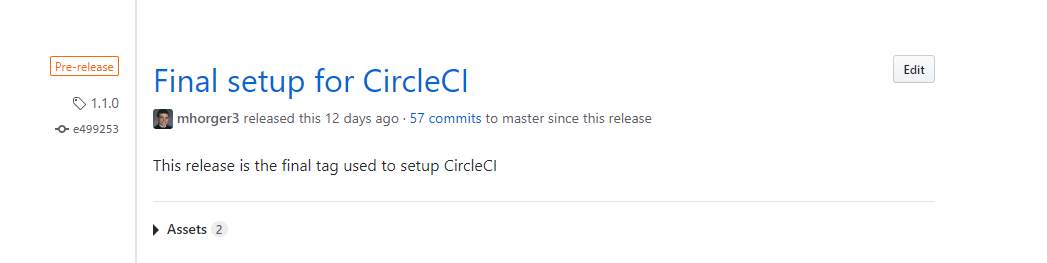 Pre-release
1.1.0
e499253
Final setup for CircleCI
Edit
mhorger3 released this 12 days ago · 57 commits to master since this release
This release is the final tag used to setup CircleCI
Assets 2